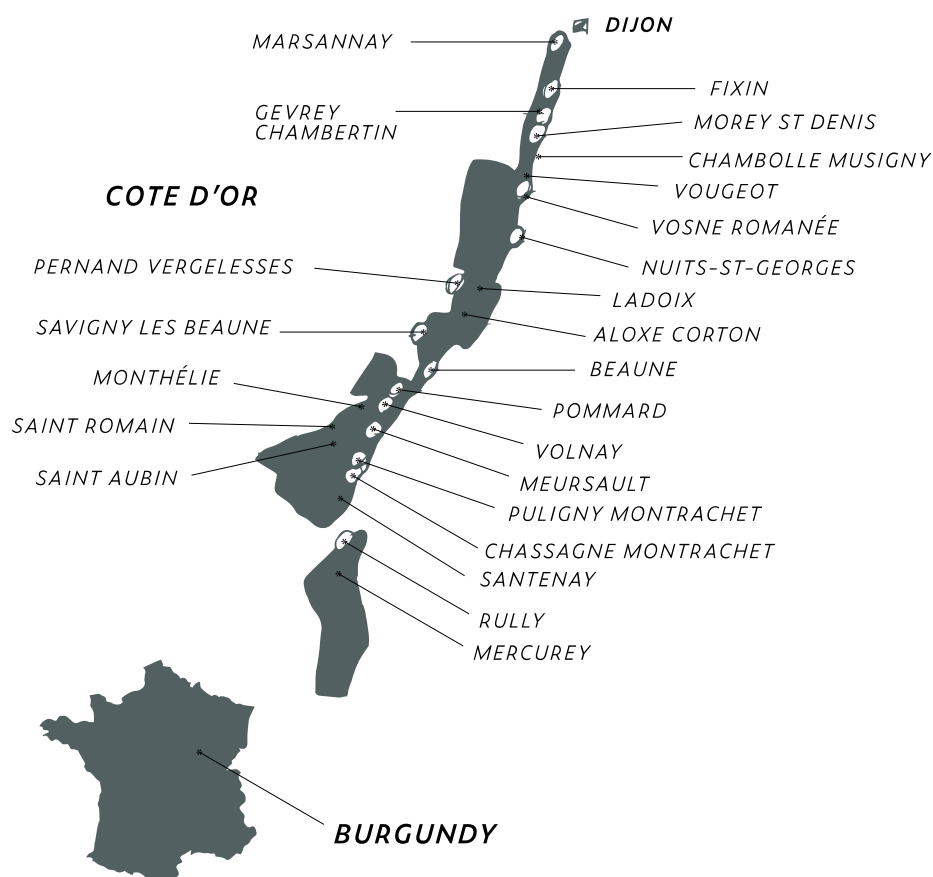 DIJON
MARSANNAY
FIXIN
GEVREY
CHAMBERTIN
MOREY ST DENIS
CHAMBOLLE MUSIGNY
VOUGEOT
COTE D'OR
VOSNE ROMANÉE
NUITS-ST-GEORGES
PERNAND VERGELESSES
LADOIX
SAVIGNY LES BEAUNE
ALOXE CORTON
BEAUNE
MONTHÉLIE
POMMARD
SAINT ROMAIN
VOLNAY
SAINT AUBIN
MEURSAULT
PULIGNY MONTRACHET
CHASSAGNE MONTRACHET
SANTENAY
RULLY
MERCUREY
BURGUNDY